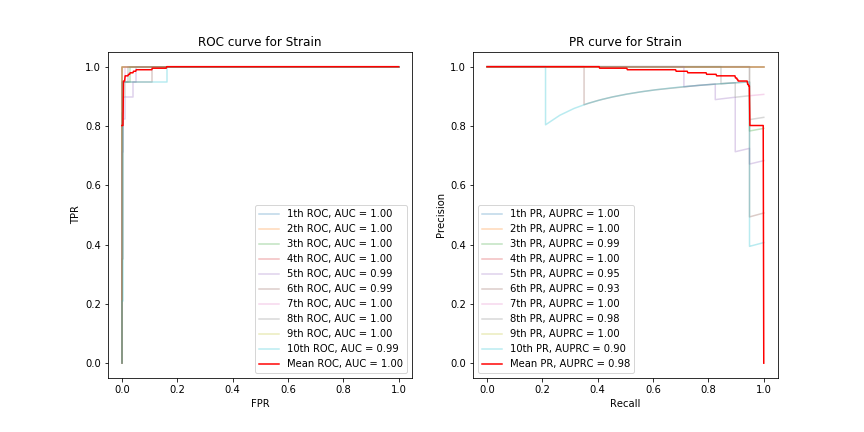 ROC curve for Strain
TPR
1.0
0.8
0.6
0.4
0.2
0.0
0.0 0.2 0.4 0.6 0.8 1.0
FPR
1th ROC, AUC = 1.00
2th ROC, AUC = 1.00
3th ROC, AUC = 1.00
4th ROC, AUC = 1.00
5th ROC, AUC = 0.99
6th ROC, AUC = 0.99
7th ROC, AUC = 1.00
8th ROC, AUC = 1.00
9th ROC, AUC = 1.00
10th ROC, AUC = 0.99
Mean ROC, AUC = 1.00
PR curve for Strain
Precision
1.0
0.8
0.6
0.4
0.2
0.0
0.0 0.2 0.4 0.6 0.8 1.0
Recall
1th PR, AUPRC = 1.00
2th PR, AUPRC = 1.00
3th PR, AUPRC = 0.99
4th PR, AUPRC = 1.00
5th PR, AUPRC = 0.95
6th PR, AUPRC = 0.93
7th PR, AUPRC = 1.00
8th PR, AUPRC = 0.98
9th PR, AUPRC = 1.00
10th PR, AUPRC = 0.90
Mean PR, AUPRC = 0.98